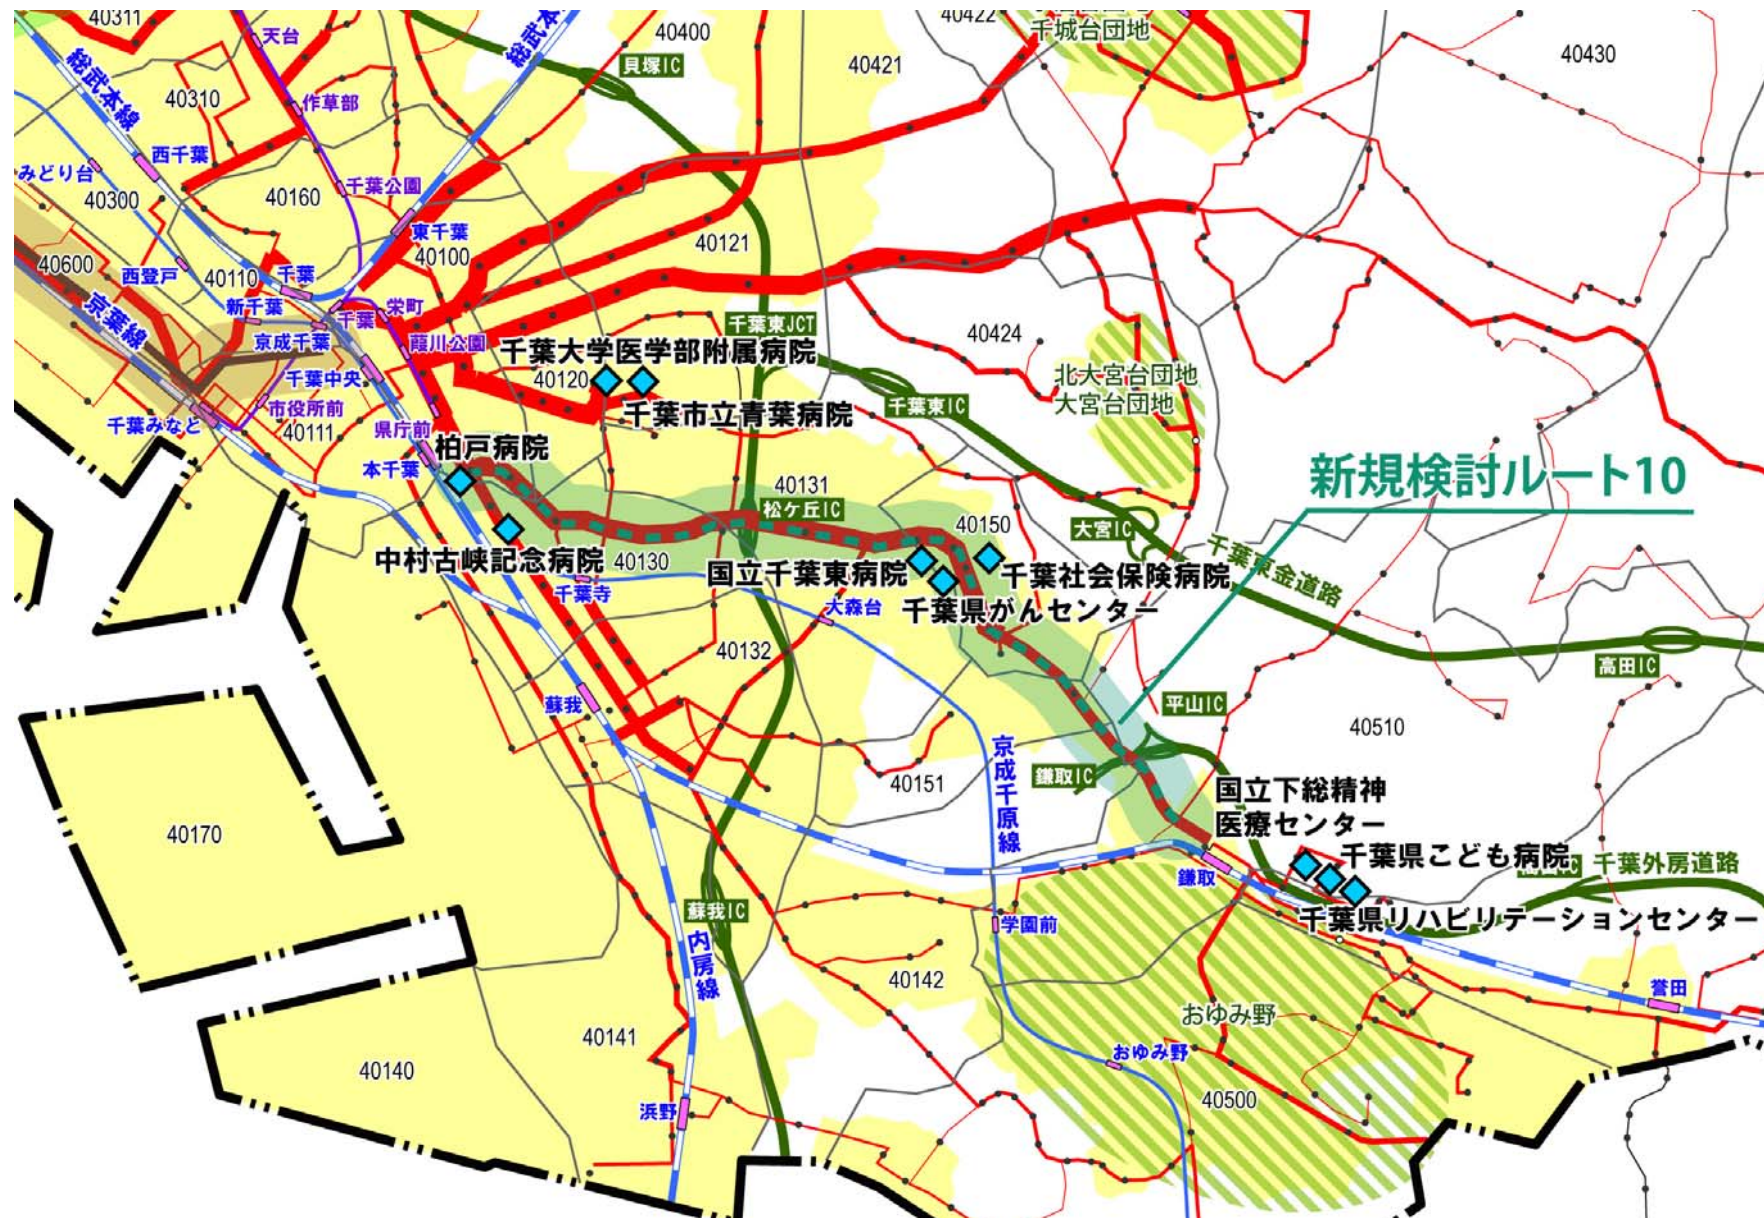 40311
天台
総武本線
40400
貝塚IC
40421
40422
千城台団地
40430
総武本線
40310
作草部
西千葉
みどり台
40300
40160
千葉公園
東千葉
40100
40121
40600
西登戸
40110
千葉
新千葉
京葉線
京成千葉
千葉
栄町
葭川公園
千葉東JCT
40424
千葉大学医学部附属病院
40120
千葉中央
北大宮台団地
大宮台団地
千葉東IC
市役所前
千葉みなと
40111
県庁前
千葉市立青葉病院
柏戸病院
本千葉
新規検討ルート10
40131
松ケ丘IC
40150
大宮IC
千葉東金道路
中村古峡記念病院
40130
千葉寺
国立千葉東病院
千葉社会保険病院
千葉県がんセンター
大森台
40132
高田IC
蘇我
平山IC
40510
京成千原線
鎌取IC
40151
国立下総精神
医療センター
40170
千葉県こども病院
千葉外房道路
鎌取
蘇我IC
学園前
千葉県リハビリテーションセンター
内房線
40142
誉田
おゆみ野
40141
おゆみ野
40140
40500
浜野